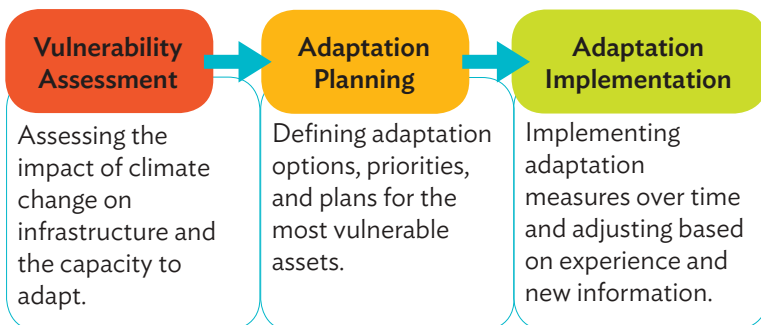 Vulnerability
Assessment
Assessing the
impact of climate
change on
infrastructure and
the capacity to
adapt.
Adaptation
Planning
Defining adaptation
options, priorities,
and plans for the
most vulnerable
assets.
Adaptation
Implementation
Implementing
adaptation
measures over time
and adjusting based
on experience and
new information.